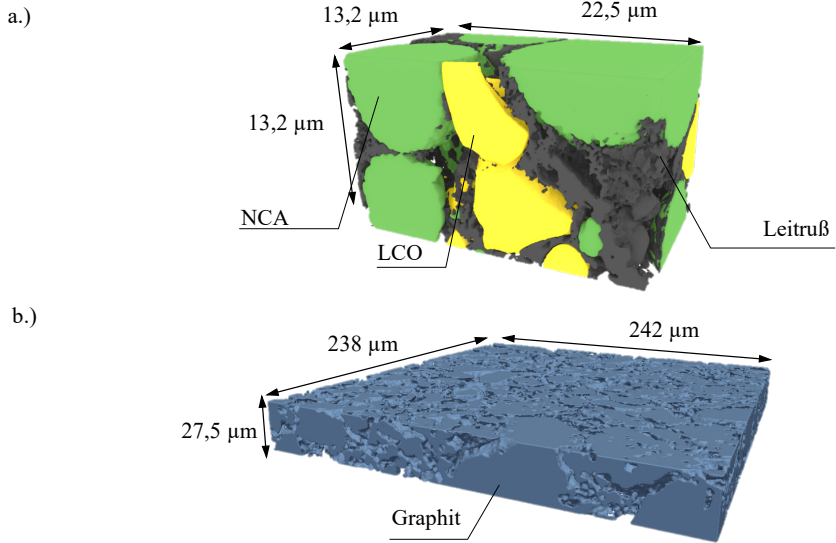 a.)
13,2 µm
22,5 µm
13,2 µm
NCA
LCO
Leitruß
b.)
238 µm
242 µm
27,5 µm
Graphit